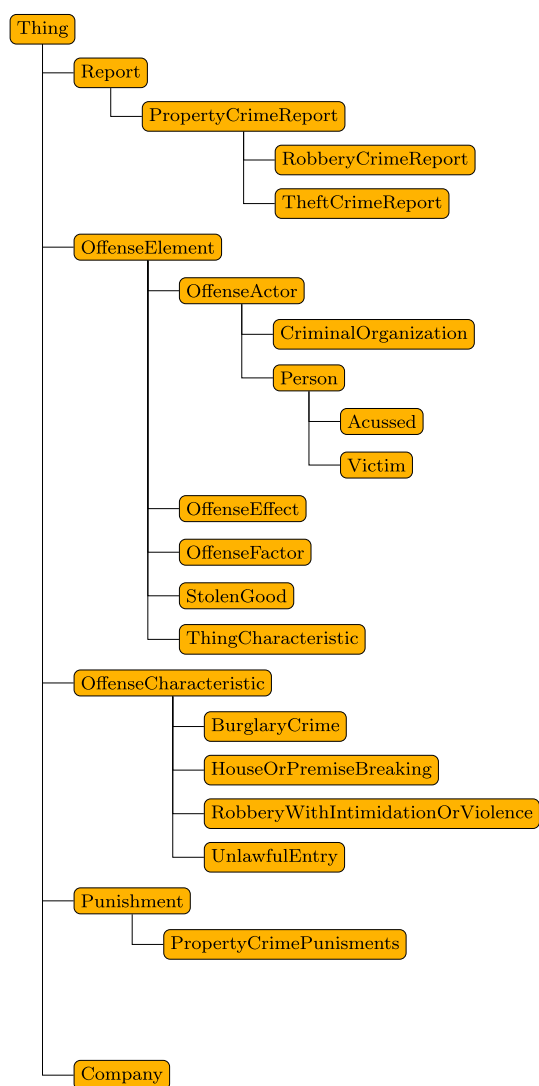 Thing
Report
PropertyCrimeReport
RobberyCrimeReport
TheftCrimeReport
OffenseElement
OffenseActor
CriminalOrganization
Person
Acussed
Victim
OffenseEffect
OffenseFactor
StolenGood
ThingCharacteristic
OffenseCharacteristic
BurglaryCrime
HouseOrPremiseBreaking
RobberyWithIntimidationOrViolence
UnlawfulEntry
Punishment
PropertyCrimePunisments
Company